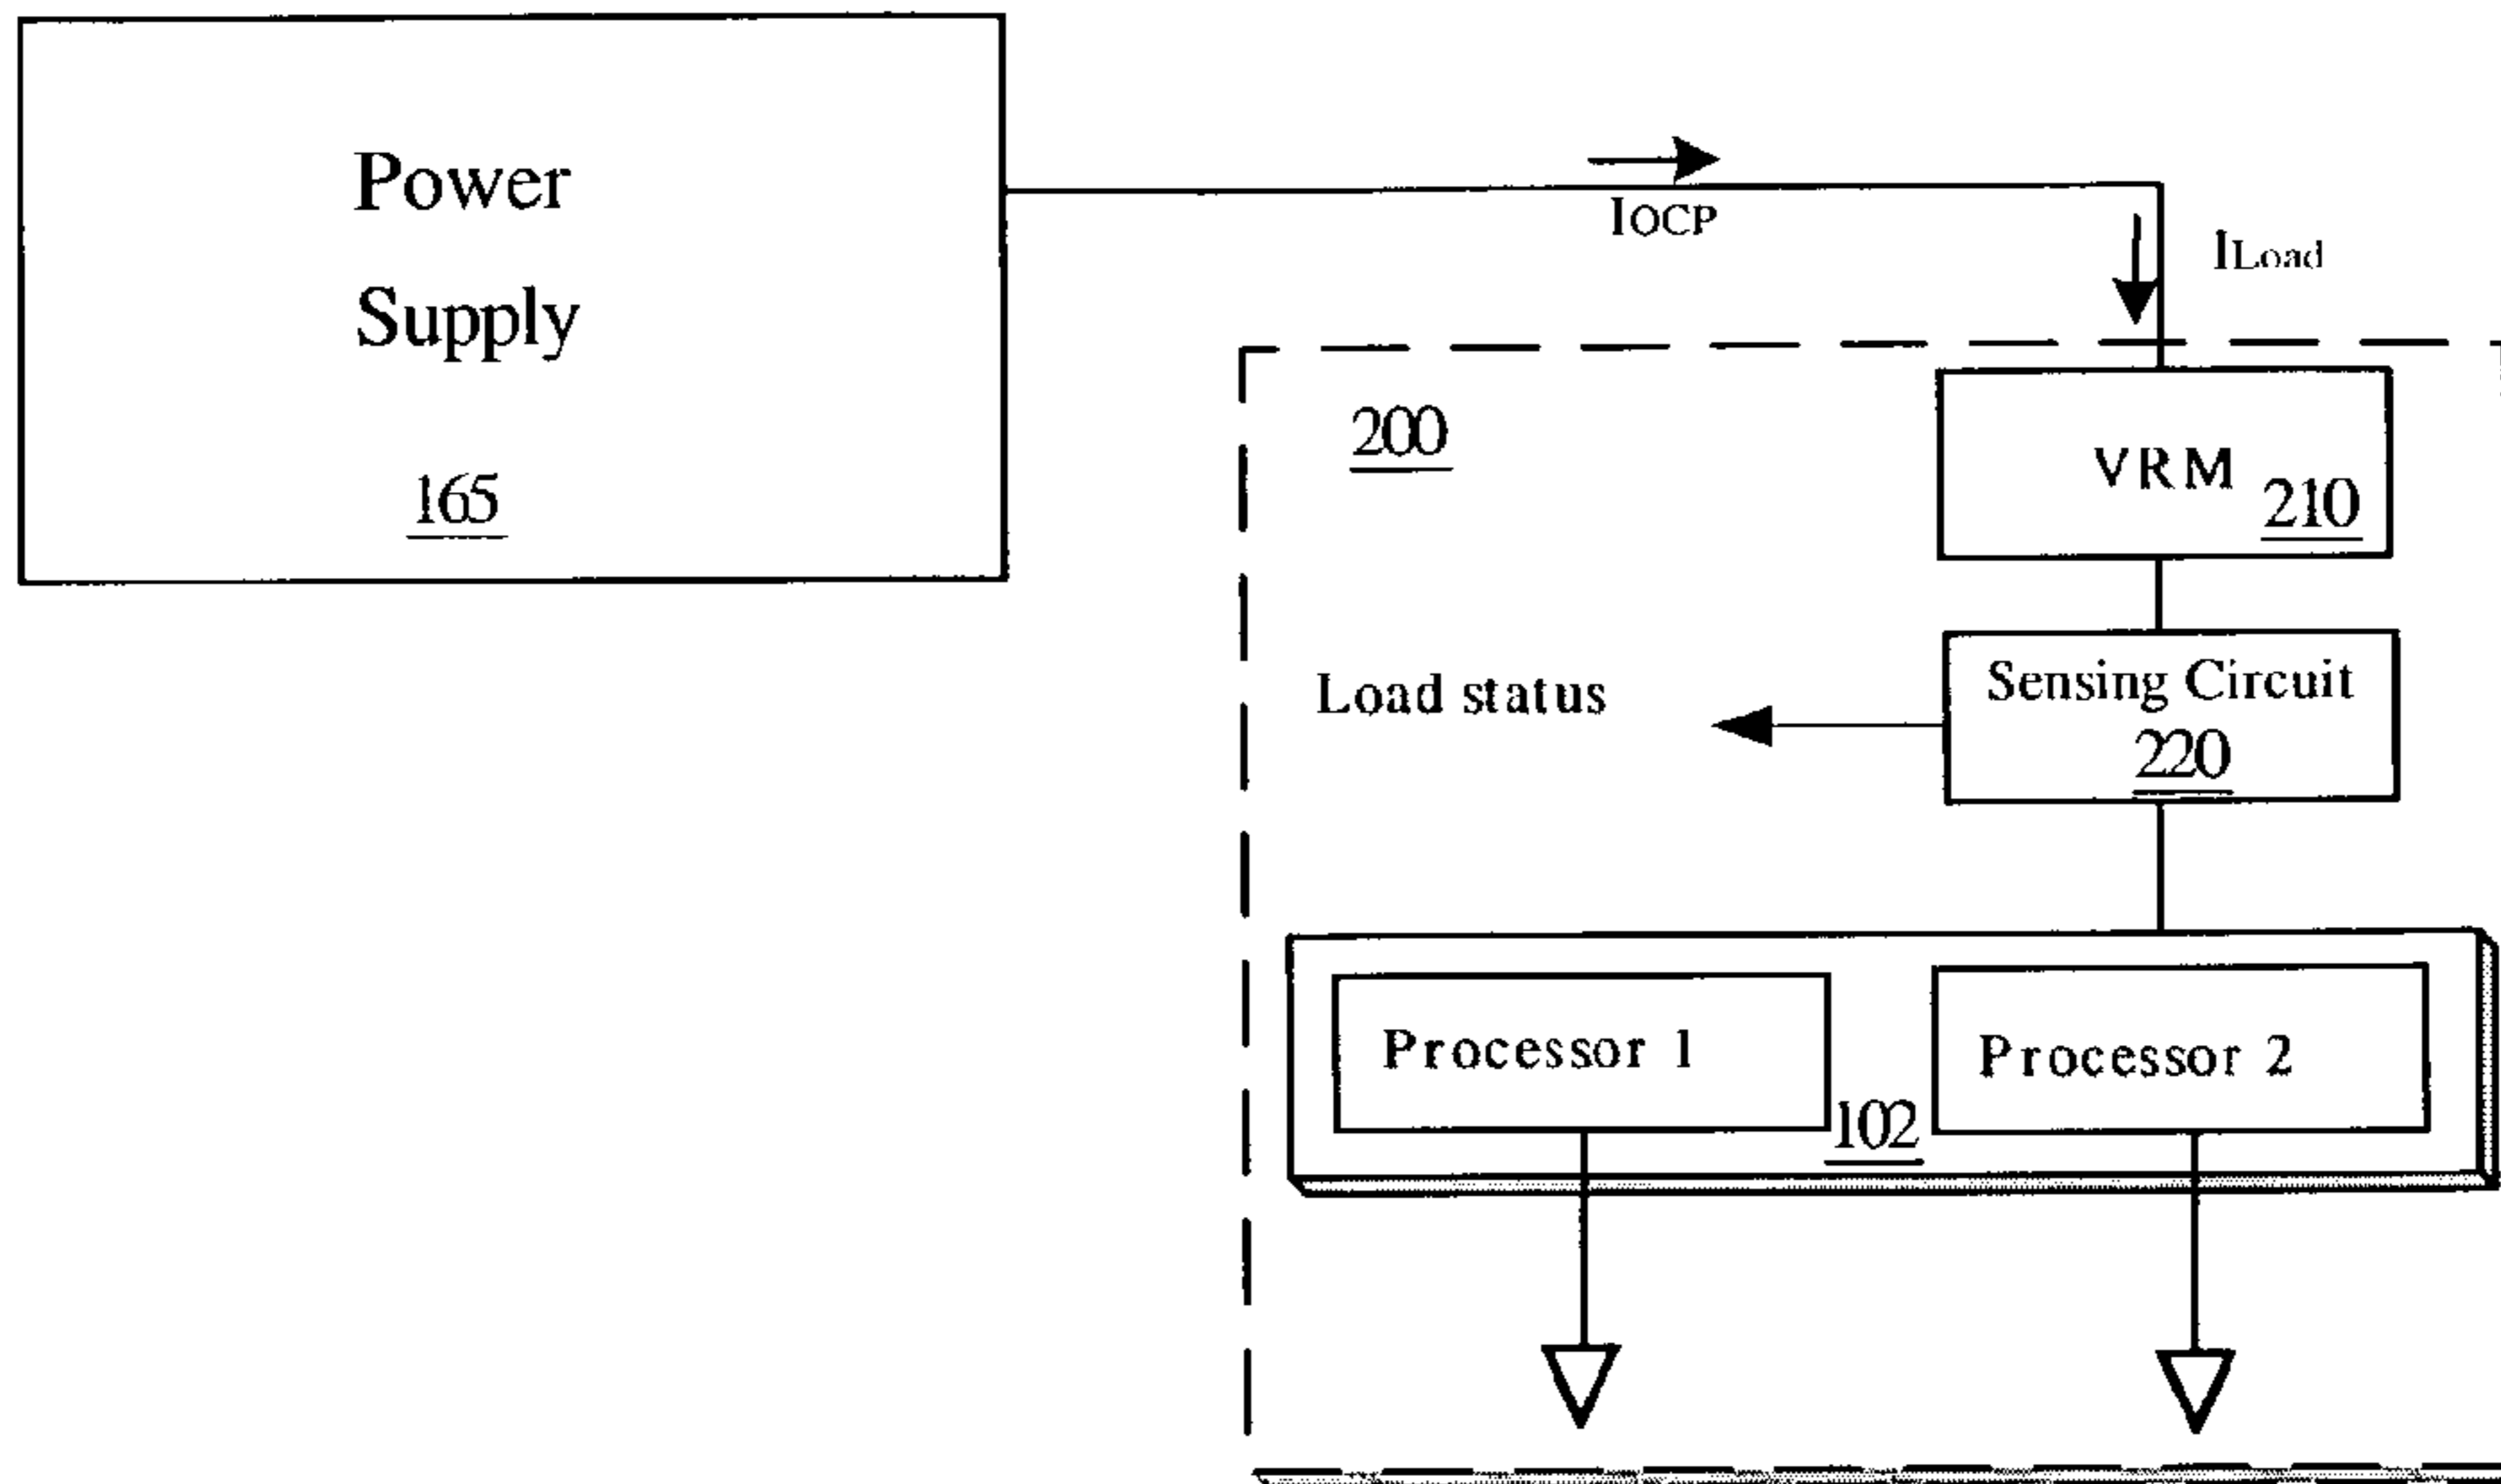 Power
Supply
165
IOCP
ILoad
200
VRM
210
Load status
Sensing Circuit
220
Processor 1
Processor 2
102